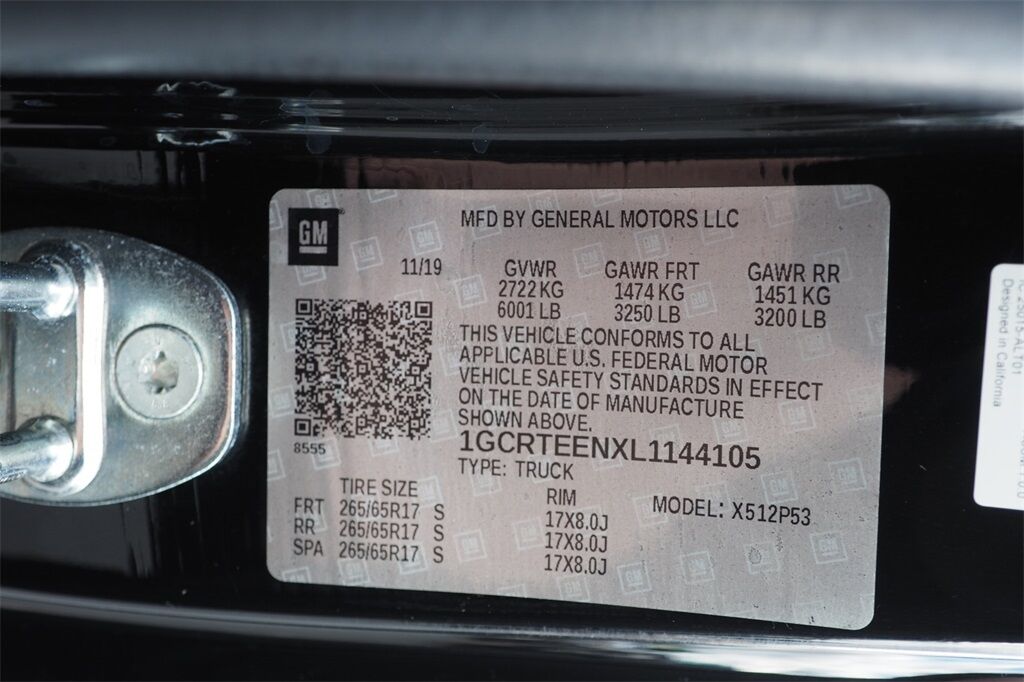 GM
MFD BY GENERAL MOTORS LLC
11/19
GVWR GAWR FRT GAWR RR
2722 KG 1474 KG 1451 KG
6001 LB 3250 LB 3200 LB
THIS VEHICLE CONFORMS TO ALL
APPLICABLE U.S. FEDERAL MOTOR
VEHICLE SAFETY STANDARDS IN EFFECT
ON THE DATE OF MANUFACTURE
SHOWN ABOVE.
8555
1GCRTEENXL1144105
TYPE: TRUCK
TIRE SIZE RIM MODEL: X512P53
FRT 265/65R17 S 17X8.0J
RR 265/65R17 S 17X8.0J
SPA 265/65R17 S 17X8.0J
Designed in California